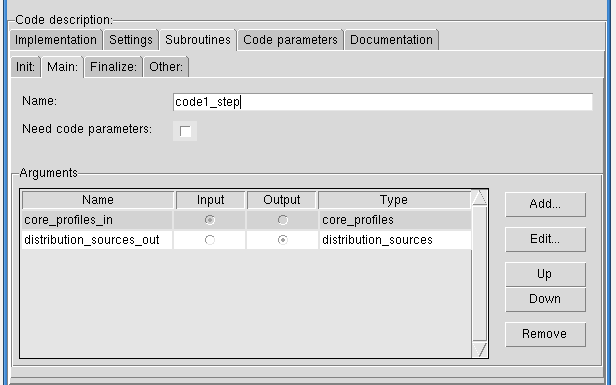 Code description:
Implementation Settings Subroutines Code parameters Documentation
Init: Main: Finalize: Other:
Name: code1_step
Need code parameters:
Arguments
Name Input Output Type
core_profiles_in core_profiles
distribution_sources_out distribution_sources
Add...
Edit...
Up
Down
Remove